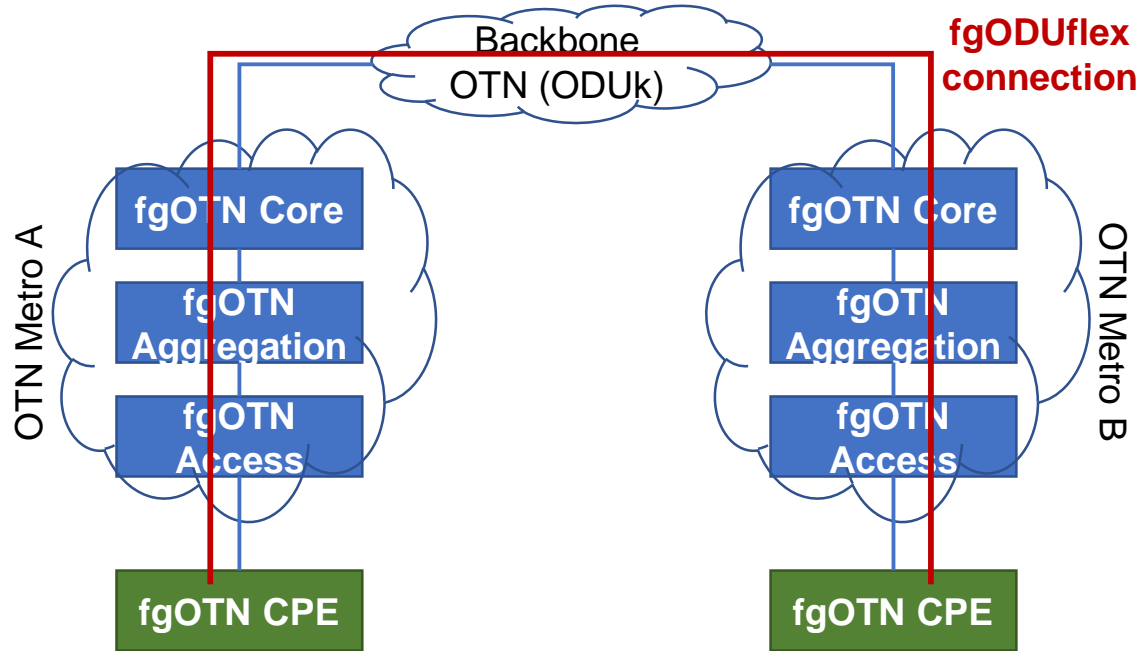 Backbone
OTN (ODUk)
fgODUflex
connection
OTN Metro A
fgOTN Core
fgOTN
Aggregation
fgOTN
Access
fgOTN CPE
fgOTN Core
fgOTN
Aggregation
fgOTN
Access
fgOTN CPE
OTN Metro B